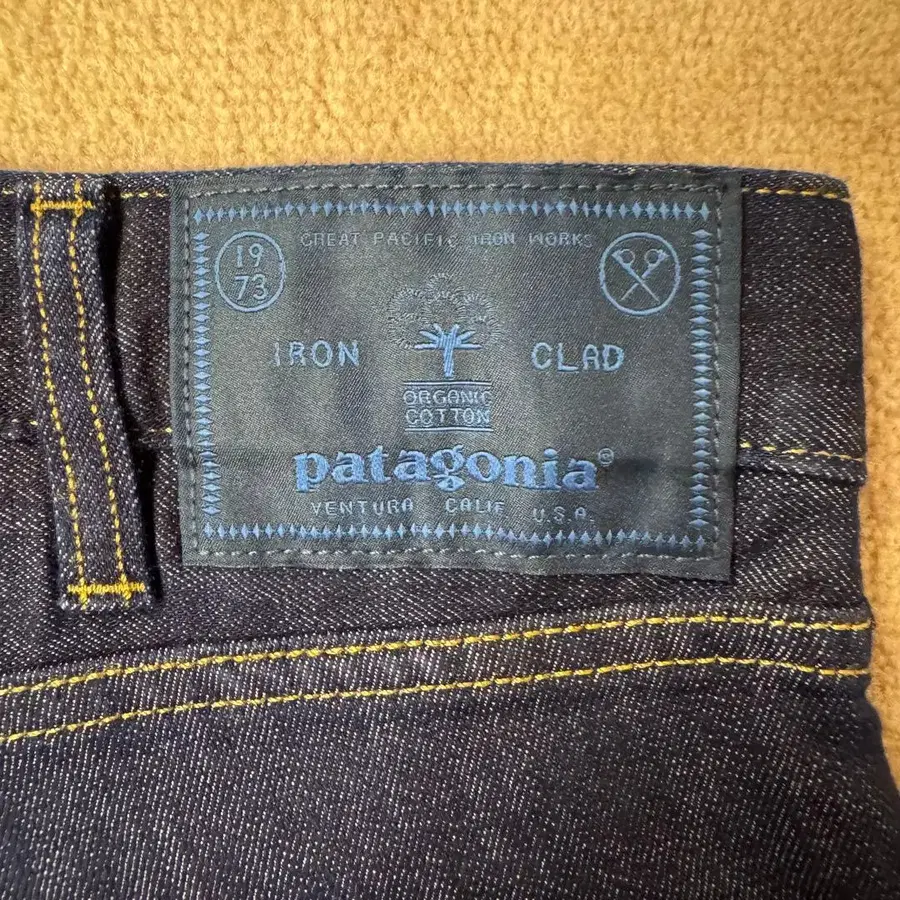 GREAT PACIFIC IRON WORKS
19
73
IRON CLAD
ORGANIC
COTTON
patagonia®
VENTURA CALIF U.S.A.